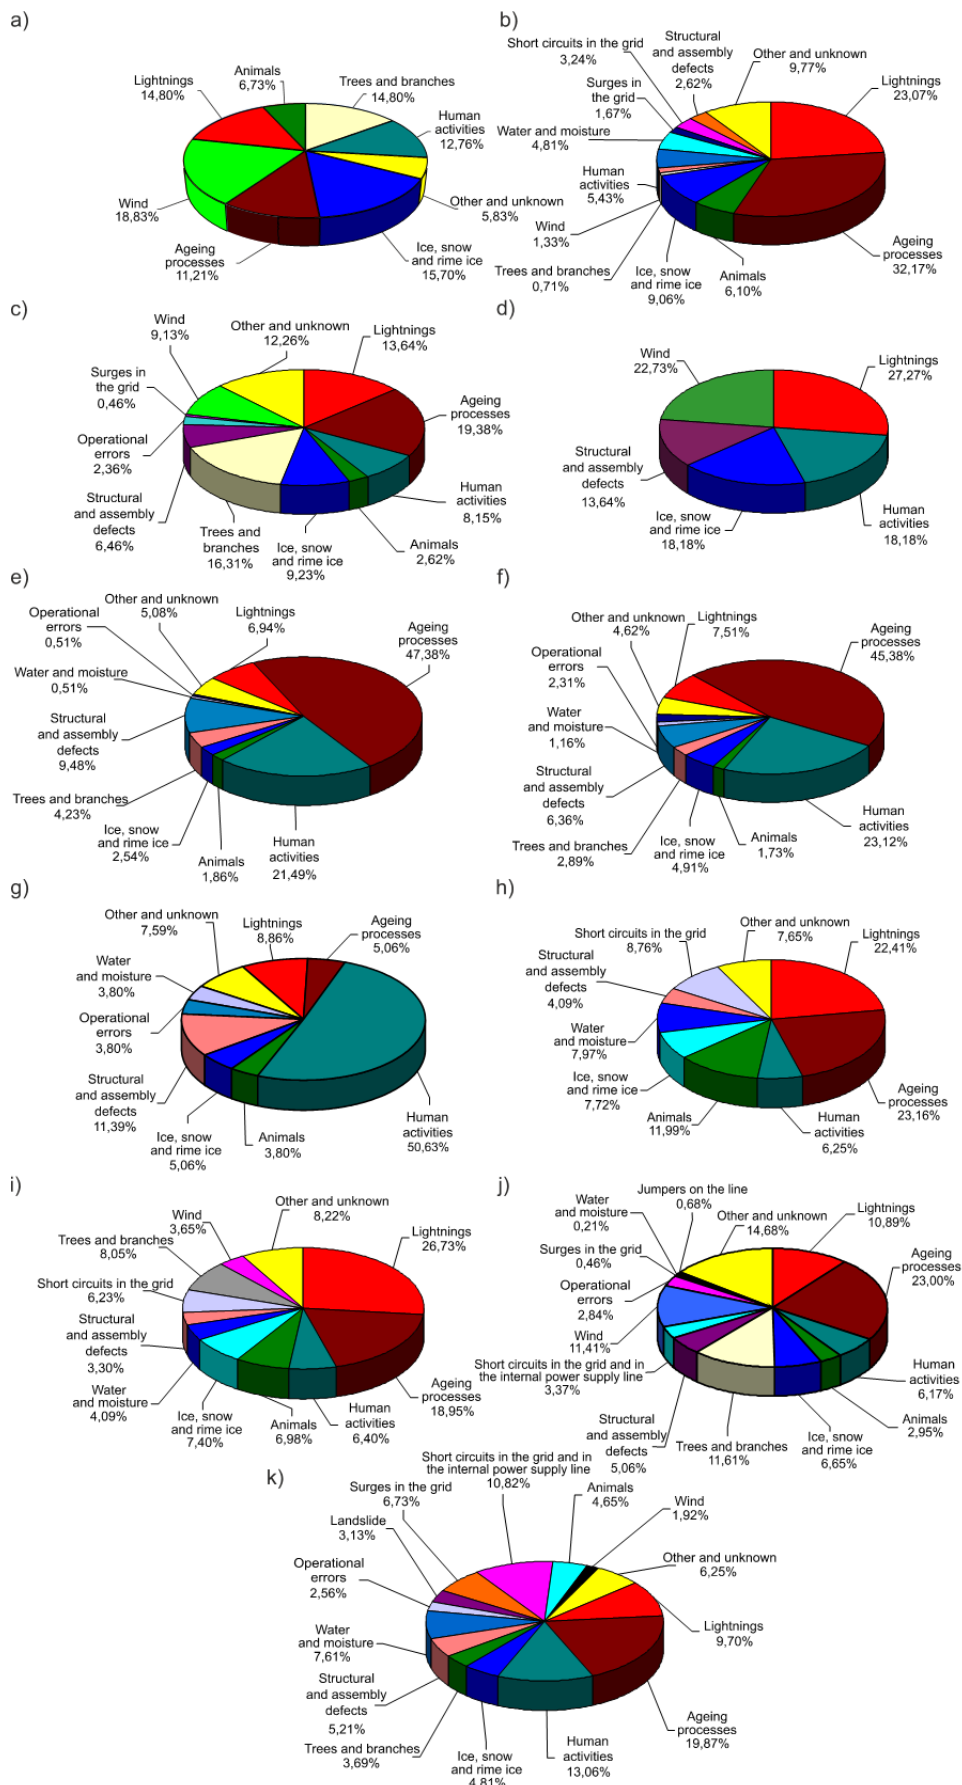 a)
Animals
6,73%
Lightnings
14,80%
Trees and branches
14,80%
Human
activities
12,76%
Other and unknown
5,83%
Ice, snow
and rime ice
15,70%
Ageing
processes
11,21%
Wind
18,83%
b)
Short circuits in the grid
3,24%
Structural
and assembly
defects
2,62%
Other and unknown
9,77%
Lightnings
23,07%
Surges in
the grid
1,67%
Water and moisture
4,81%
Human
activities
5,43%
Wind
1,33%
Trees and branches
0,71%
Ice, snow
and rime ice
9,06%
Animals
6,10%
Ageing
processes
32,17%
c)
Wind
9,13%
Other and unknown
12,26%
Lightnings
13,64%
Surges in
the grid
0,46%
Ageing
processes
19,38%
Operational
errors
2,36%
Structural
and assembly
defects
6,46%
Trees and
branches
16,31%
Ice, snow
and rime ice
9,23%
Animals
2,62%
Human
activities
8,15%
d)
Wind
22,73%
Lightnings
27,27%
Structural
and assembly
defects
13,64%
Ice, snow
and rime ice
18,18%
Human
activities
18,18%
e)
Other and unknown
5,08%
Operational
errors
0,51%
Lightnings
6,94%
Ageing
processes
47,38%
Water and moisture
0,51%
Structural
and assembly
defects
9,48%
Trees and branches
4,23%
Ice, snow
and rime ice
2,54%
Animals
1,86%
Human
activities
21,49%
f)
Other and unknown
4,62%
Lightnings
7,51%
Ageing
processes
45,38%
Operational
errors
2,31%
Water
and moisture
1,16%
Structural
and assembly
defects
6,36%
Trees and branches
2,89%
Ice, snow
and rime ice
4,91%
Animals
1,73%
Human
activities
23,12%
g)
Other and unknown
7,59%
Lightnings
8,86%
Ageing
processes
5,06%
Water
and moisture
3,80%
Operational
errors
3,80%
Structural
and assembly
defects
11,39%
Ice, snow
and rime ice
5,06%
Animals
3,80%
Human
activities
50,63%
h)
Short circuits in the grid
8,76%
Other and unknown
7,65%
Lightnings
22,41%
Structural
and assembly
defects
4,09%
Water and
moisture
7,97%
Ice, snow
and rime ice
7,72%
Animals
11,99%
Human
activities
6,25%
Ageing
processes
23,16%
i)
Wind
3,65%
Other and unknown
8,22%
Lightnings
26,73%
Trees and branches
8,05%
Short circuits in the grid
6,23%
Structural
and assembly
defects
3,30%
Water
and moisture
4,09%
Ice, snow
and rime ice
7,40%
Animals
6,98%
Human
activities
6,40%
Ageing
processes
18,95%
j)
Jumpers on the line
0,68%
Water
and moisture
0,21%
Other and unknown
14,68%
Lightnings
10,89%
Surges in the grid
0,46%
Ageing
processes
23,00%
Operational
errors
2,84%
Wind
11,41%
Short circuits in the grid and in
the internal power supply line
3,37%
Structural
and assembly
defects
5,06%
Trees and branches
11,61%
Ice, snow
and rime ice
6,65%
Animals
2,95%
Human
activities
6,17%
k)
Short circuits in the grid and in
the internal power supply line
10,82%
Surges in the grid
6,73%
Animals
4,65%
Wind
1,92%
Landslide
3,13%
Other and unknown
6,25%
Operational
errors
2,56%
Lightnings
9,70%
Water
and moisture
7,61%
Structural
and assembly
defects
5,21%
Trees and branches
3,69%
Ice, snow
and rime ice
4,81%
Human
activities
13,06%
Ageing
processes
19,87%